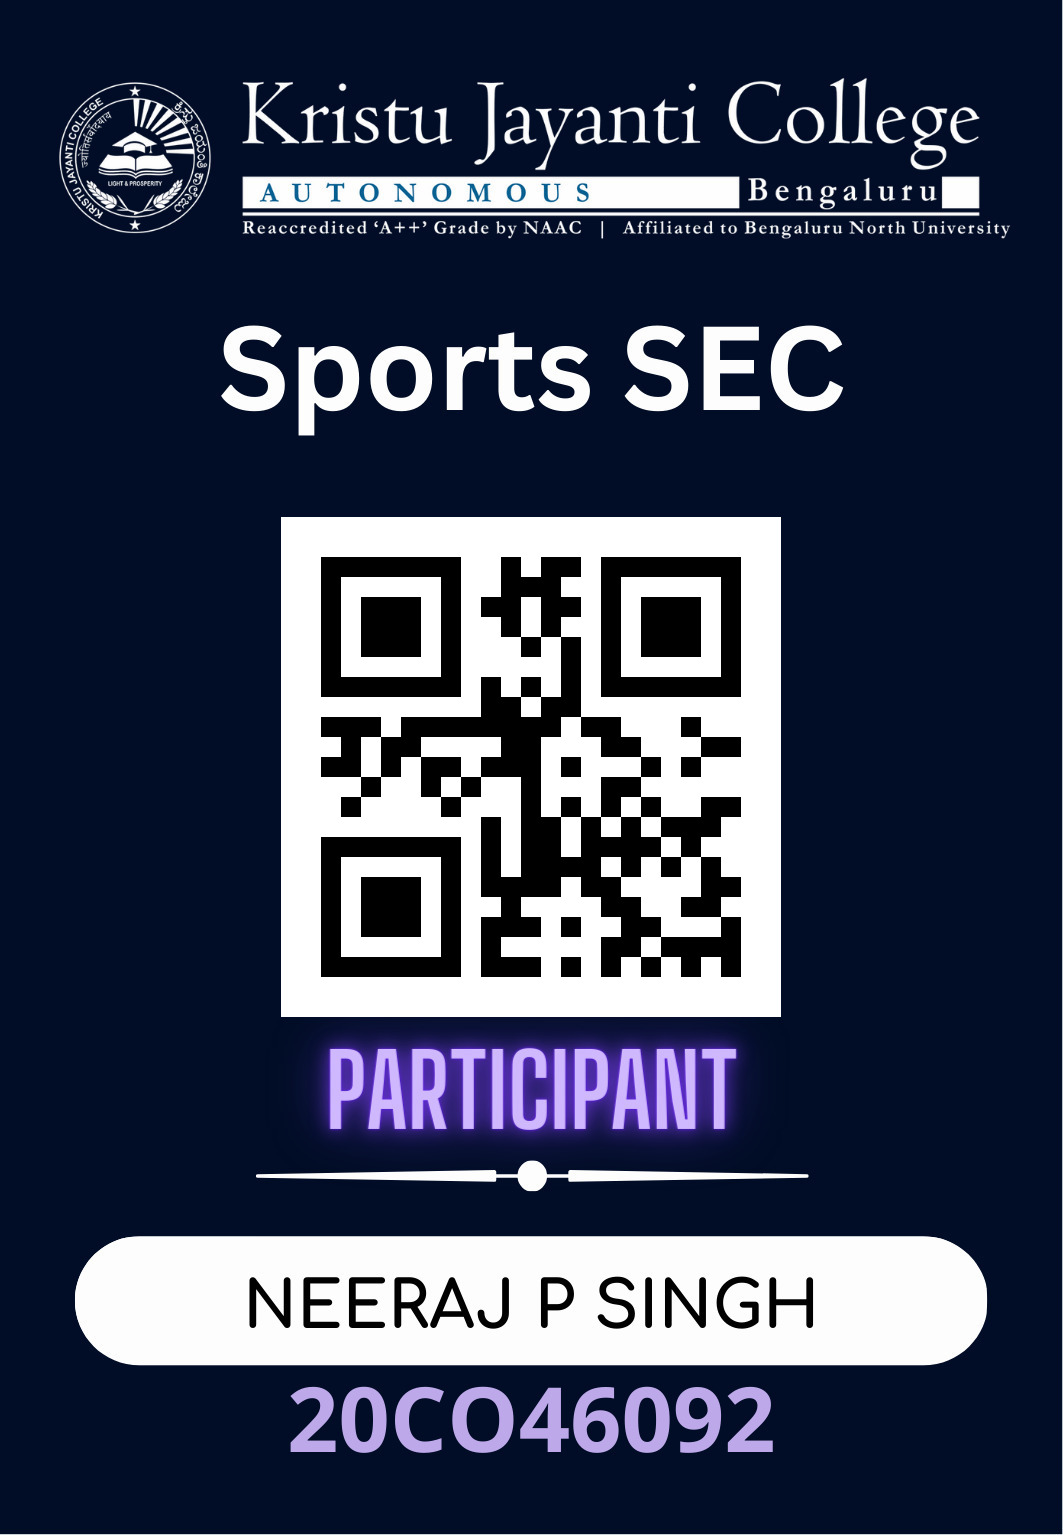 KRISTU JAYANTI COLLEGE
ज्योतिसंवादयाय
LIGHT & PROSPERITY
Kristu Jayanti College
AUTONOMOUS Bengaluru
Reaccredited ‘A++’ Grade by NAAC | Affiliated to Bengaluru North University
Sports SEC
PARTICIPANT
NEERAJ P SINGH
20CO46092